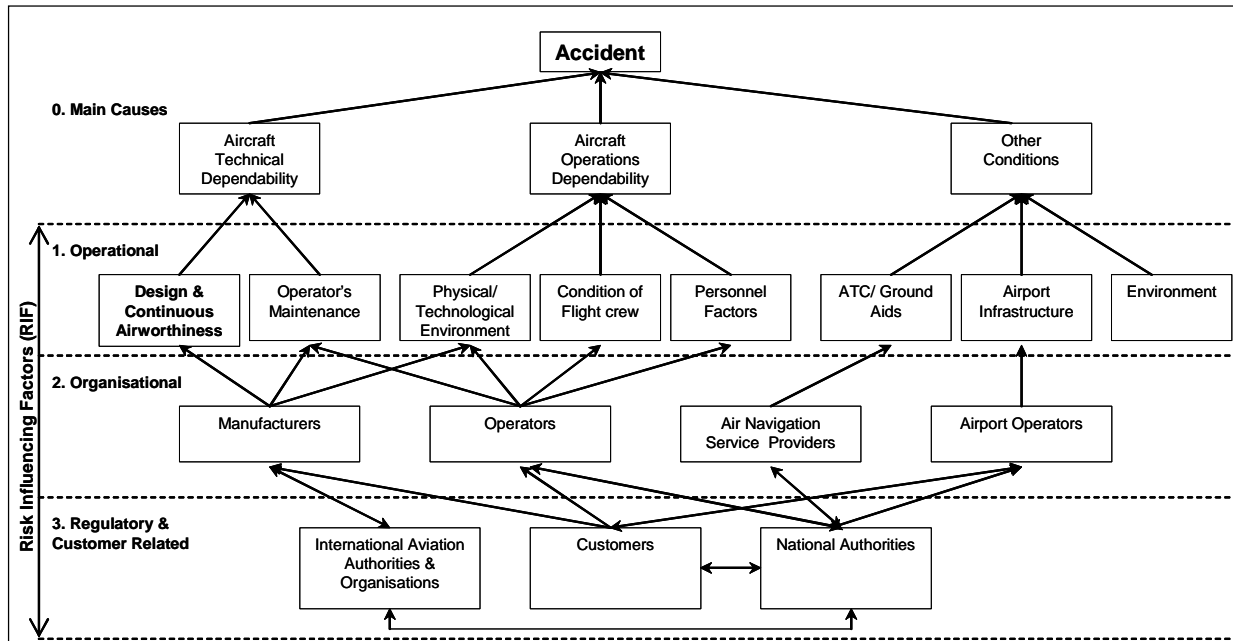 Accident
0. Main Causes
Aircraft
Technical
Dependability
Aircraft
Operations
Dependability
Other
Conditions
Risk Influencing Factors (RIF)
1. Operational
Design &
Continuous
Airworthiness
Operator's
Maintenance
Physical/
Technological
Environment
Condition of
Flight crew
Personnel
Factors
ATC/ Ground
Aids
Airport
Infrastructure
Environment
2. Organisational
Manufacturers
Operators
Air Navigation
Service Providers
Airport Operators
3. Regulatory &
Customer Related
International Aviation
Authorities &
Organisations
Customers
National Authorities